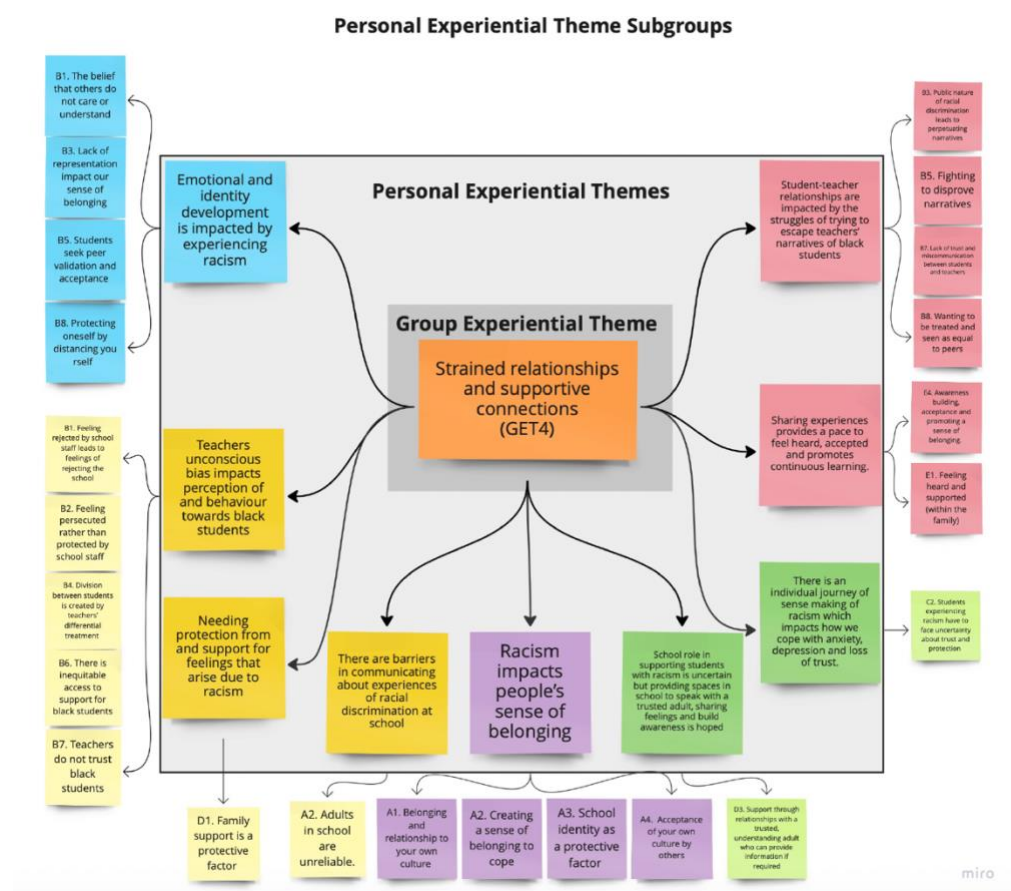 Personal Experiential Theme Subgroups
B1. The belief
that others do
not care or
understand
B3. Lack of
representation
impact our
sense of
belonging
B5. Students
seek peer
validation and
acceptance
B8. Protecting
oneself by
distancing you
rself
Emotional and
identity
development
is impacted by
experiencing
racism
Personal Experiential Themes
Student-teacher
relationships are
impacted by the
struggles of trying to
escape teachers'
narratives of black
students
B3. Public nature
of racial
discrimination
leads to
perpetuating
narratives
B5. Fighting
to disprove
narratives
B7. Lack of trust and
miscommunication
between students
and teachers
B8. Wanting to
be treated and
seen as equal
to peers
Group Experiential Theme
Strained relationships
and supportive
connections
(GET4)
B1. Feeling
rejected by school
staff leads to
feelings of
rejecting the
school
B2. Feeling
persecuted
rather than
protected by
school staff
B4. Division
between students
is created by
teachers'
differential
treatment
B6. There is
inequitable
access to
support for
black students
B7. Teachers
do not trust
black
students
Teachers
unconscious
bias impacts
perception of
and behaviour
towards black
students
Needing
protection from
and support for
feelings that
arise due to
racism
Sharing experiences
provides a pace to
feel heard, accepted
and promotes
continuous learning.
E4. Awareness
building,
acceptance and
promoting a
sense of
belonging.
E1. Feeling
heard and
supported
(within the
family)
There is an
individual journey of
sense making of
racism which
impacts how we
cope with anxiety,
depression and loss
of trust.
C2. Students
experiencing
racism have to
face uncertainty
about trust and
protection
There are barriers
in communicating
about experiences
of racial
discrimination at
school
Racism
impacts
people's
sense of
belonging
School role in
supporting students
with racism is uncertain
but providing spaces in
school to speak with a
trusted adult, sharing
feelings and build
awareness is hoped
D1. Family
support is a
protective
factor
A2. Adults
in school
are
unreliable.
A1. Belonging
and
relationship to
your own
culture
A2. Creating
a sense of
belonging to
cope
A3. School
identity as
a protective
factor
A4. Acceptance
of your own
culture by
others
D3. Support through
relationships with a
trusted,
understanding adult
who can provide
information if
required
miro